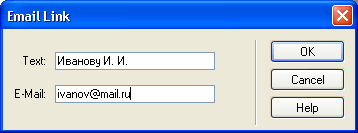 Email Link
Text: Иванову И. И.
OK
E-Mail: ivanov@mail.ru
Cancel
Help